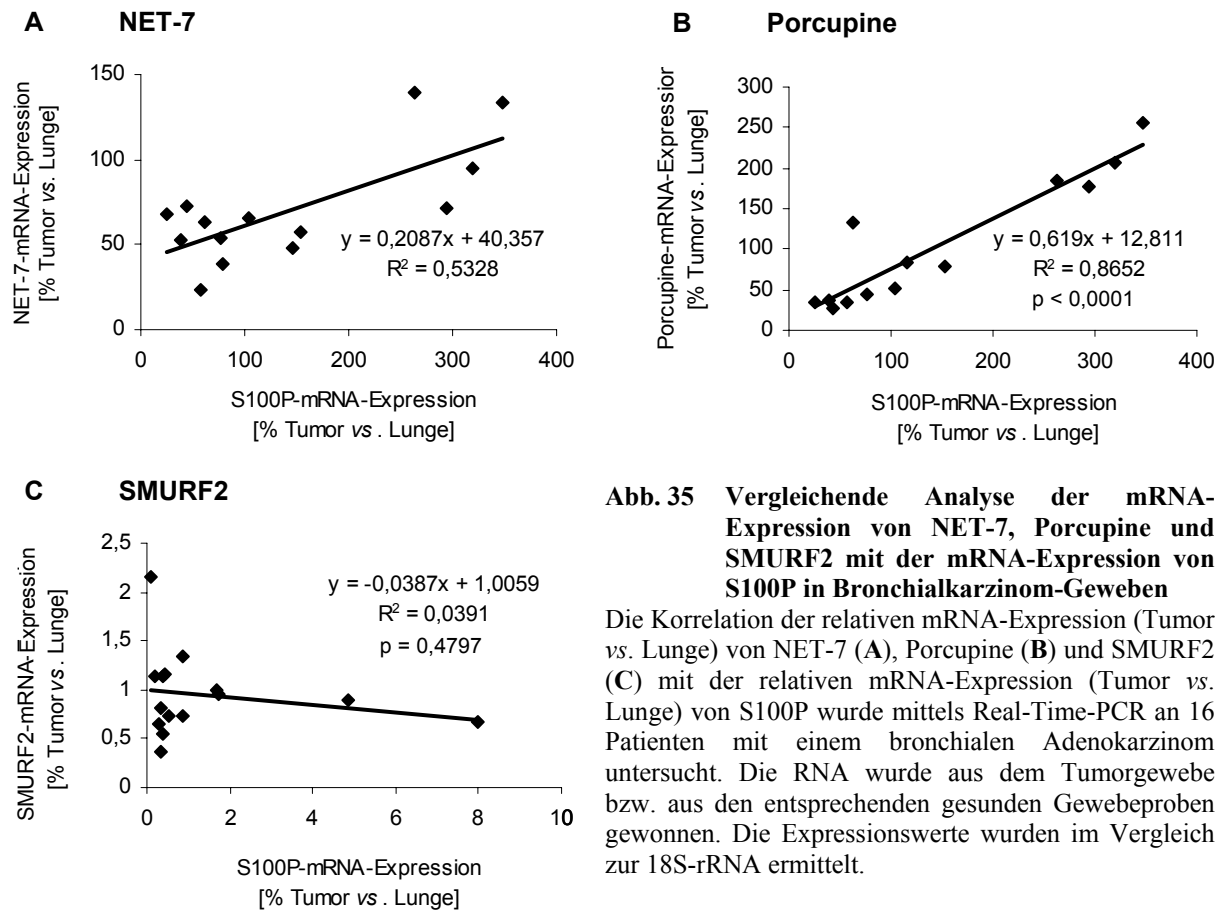 A NET-7
NET-7-mRNA-Expression
[% Tumor vs. Lunge]
150
100
50
0
y = 0,2087x + 40,357
R² = 0,5328
0 100 200 300 400
S100P-mRNA-Expression
[% Tumor vs . Lunge]
B Porcupine
Porcupine-mRNA-Expression
[% Tumor vs. Lunge]
300
250
200
150
100
50
0
y = 0,619x + 12,811
R² = 0,8652
p < 0,0001
0 100 200 300 400
S100P-mRNA-Expression
[% Tumor vs . Lunge]
C SMURF2
SMURF2-mRNA-Expression
[% Tumor vs. Lunge]
2,5
2
1,5
1
0,5
0
y = -0,0387x + 1,0059
R² = 0,0391
p = 0,4797
0 2 4 6 8 10
S100P-mRNA-Expression
[% Tumor vs . Lunge]
Abb. 35 Vergleichende Analyse der mRNA-
Expression von NET-7, Porcupine und
SMURF2 mit der mRNA-Expression von
S100P in Bronchialkarzinom-Geweben
Die Korrelation der relativen mRNA-Expression (Tumor
vs. Lunge) von NET-7 (A), Porcupine (B) und SMURF2
(C) mit der relativen mRNA-Expression (Tumor vs.
Lunge) von S100P wurde mittels Real-Time-PCR an 16
Patienten mit einem bronchialen Adenokarzinom
untersucht. Die RNA wurde aus dem Tumorgewebe
bzw. aus den entsprechenden gesunden Gewebeproben
gewonnen. Die Expressionswerte wurden im Vergleich
zur 18S-rRNA ermittelt.